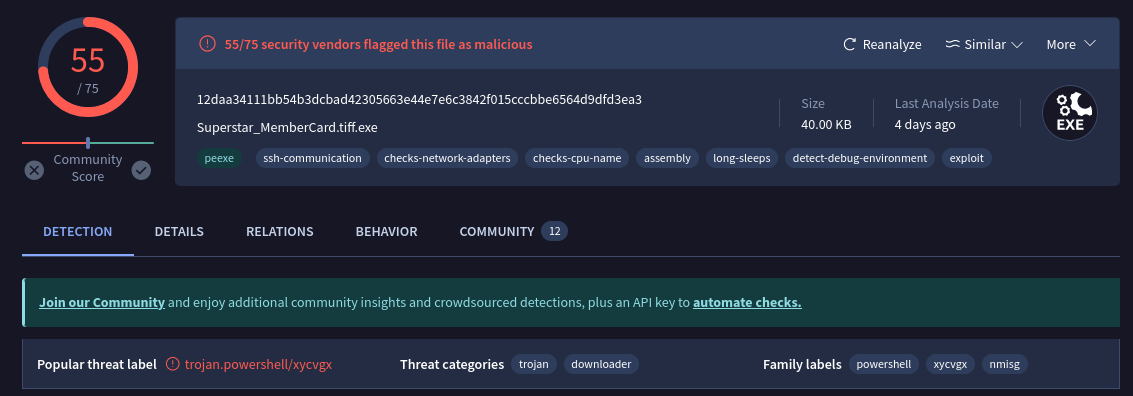 55
/ 75
Community
Score
55/75 security vendors flagged this file as malicious
Reanalyze
Similar
More
12daa34111bb54b3dcbad42305663e44e7e6c3842f015cccbbe6564d9dfd3ea3
Superstar_MemberCard.tiff.exe
Size
40.00 KB
Last Analysis Date
4 days ago
EXE
peexe ssh-communication checks-network-adapters checks-cpu-name assembly long-sleeps detect-debug-environment exploit
DETECTION DETAILS RELATIONS BEHAVIOR COMMUNITY 12
Join our Community and enjoy additional community insights and crowdsourced detections, plus an API key to automate checks.
Popular threat label trojan.powershell/xycvgx Threat categories trojan downloader Family labels powershell xycvgx nmisg